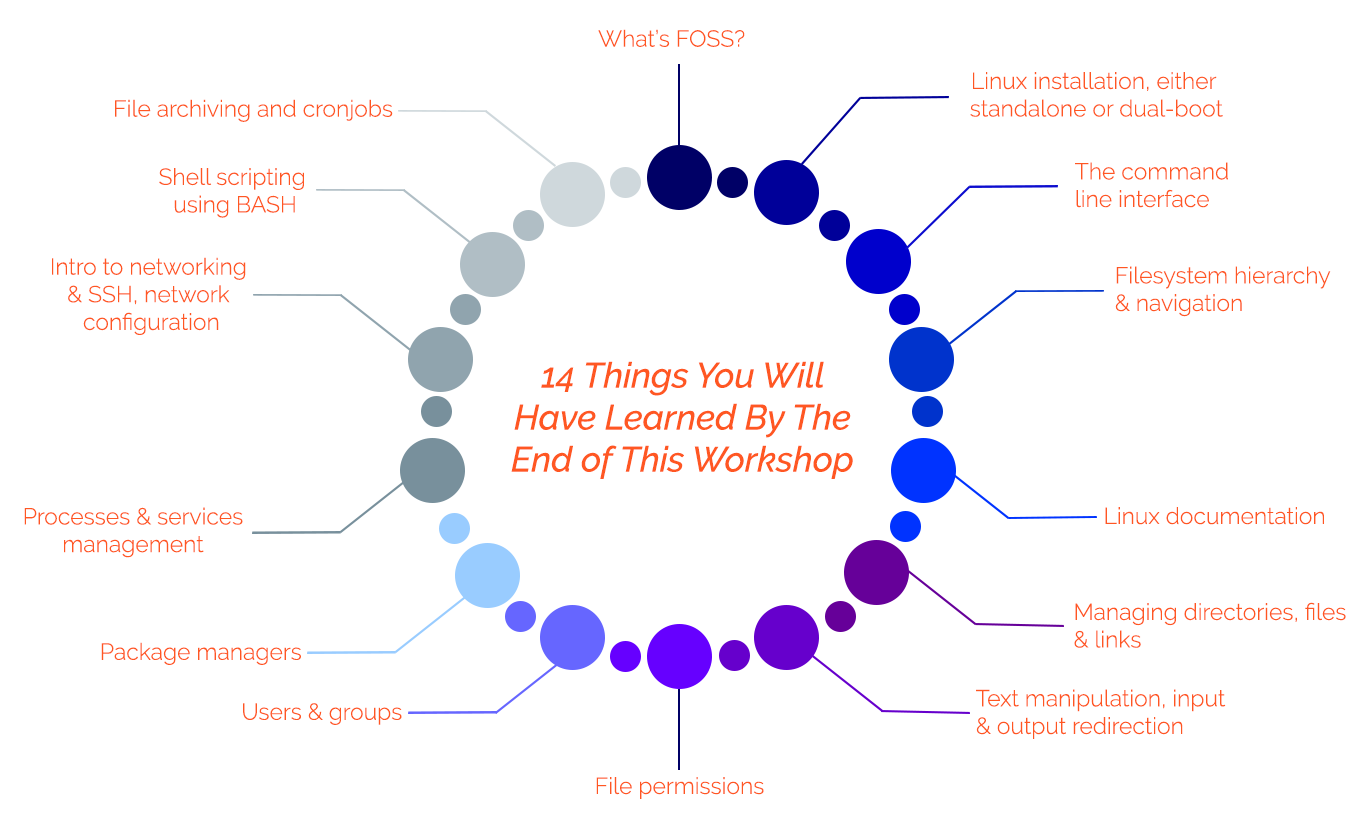 What's FOSS?
Linux installation, either
standalone or dual-boot
The command
line interface
Filesystem hierarchy
& navigation
Linux documentation
Managing directories, files
& links
Text manipulation, input
& output redirection
File permissions
Users & groups
Package managers
Processes & services
management
Intro to networking
& SSH, network
configuration
Shell scripting
using BASH
File archiving and cronjobs
14 Things You Will
Have Learned By The
End of This Workshop